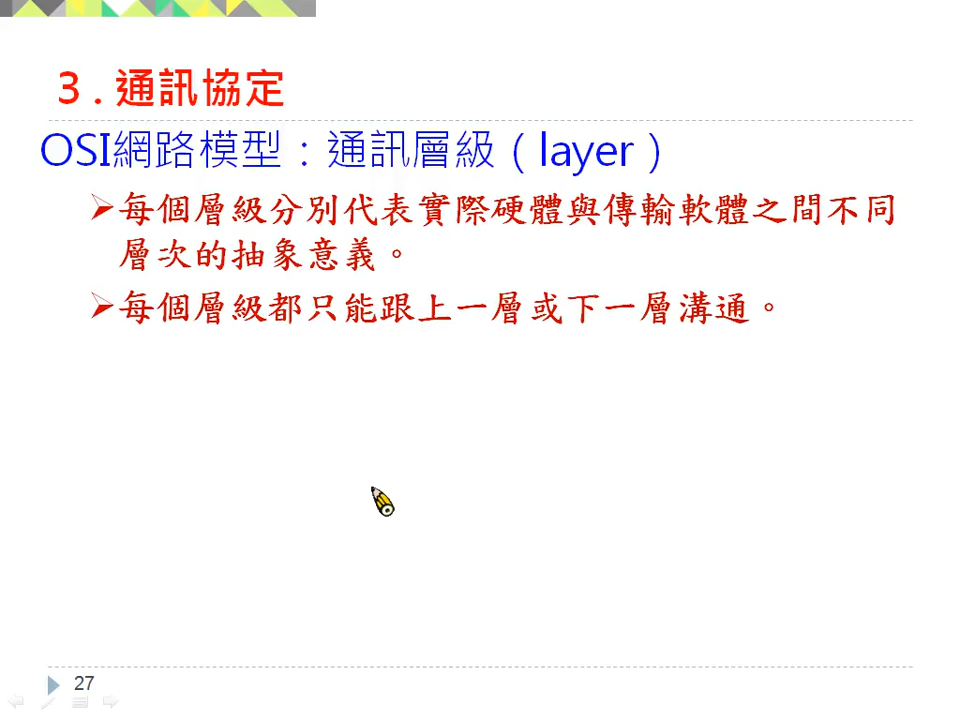 3 . 通訊協定
OSI網路模型：通訊層級（layer）
每個層級分別代表實際硬體與傳輸軟體之間不同
層次的抽象意義。
每個層級都只能跟上一層或下一層溝通。
27